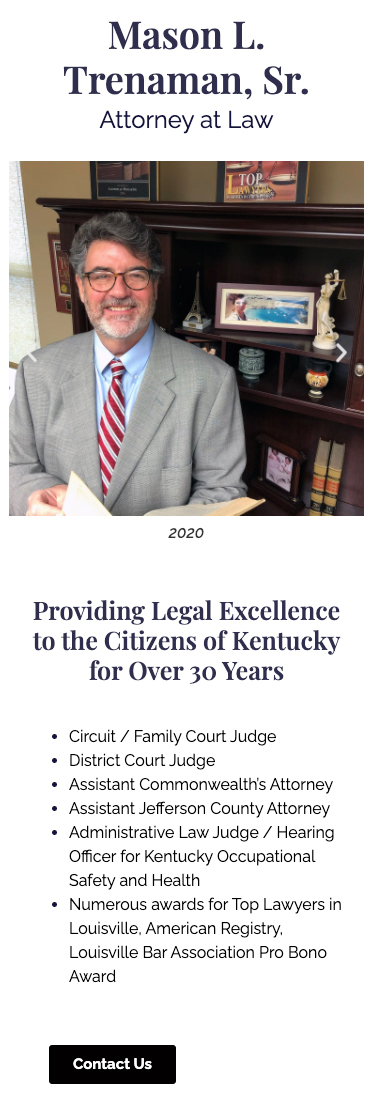 Mason L.
Trenaman, Sr.
Attorney at Law
TOP
LAWYERS
2020
Providing Legal Excellence
to the Citizens of Kentucky
for Over 30 Years
• Circuit / Family Court Judge
• District Court Judge
• Assistant Commonwealth's Attorney
• Assistant Jefferson County Attorney
• Administrative Law Judge / Hearing
Officer for Kentucky Occupational
Safety and Health
• Numerous awards for Top Lawyers in
Louisville, American Registry,
Louisville Bar Association Pro Bono
Award
Contact Us